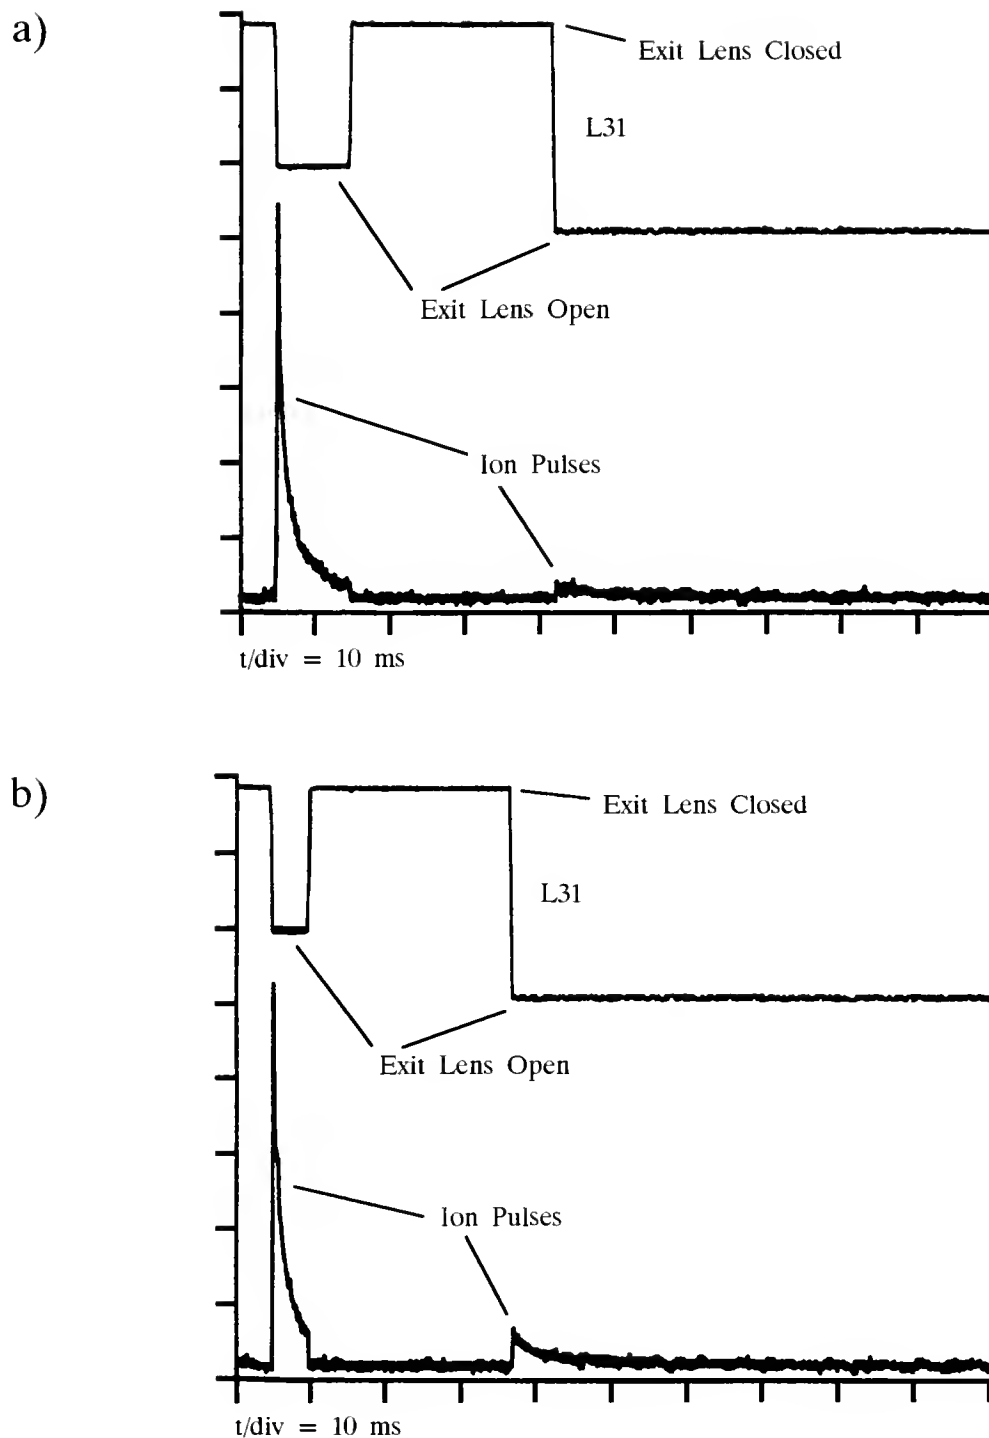 a)
Exit Lens Closed
L31
Exit Lens Open
Ion Pulses
t/div = 10 ms
b)
Exit Lens Closed
L31
Exit Lens Open
Ion Pulses
t/div = 10 ms